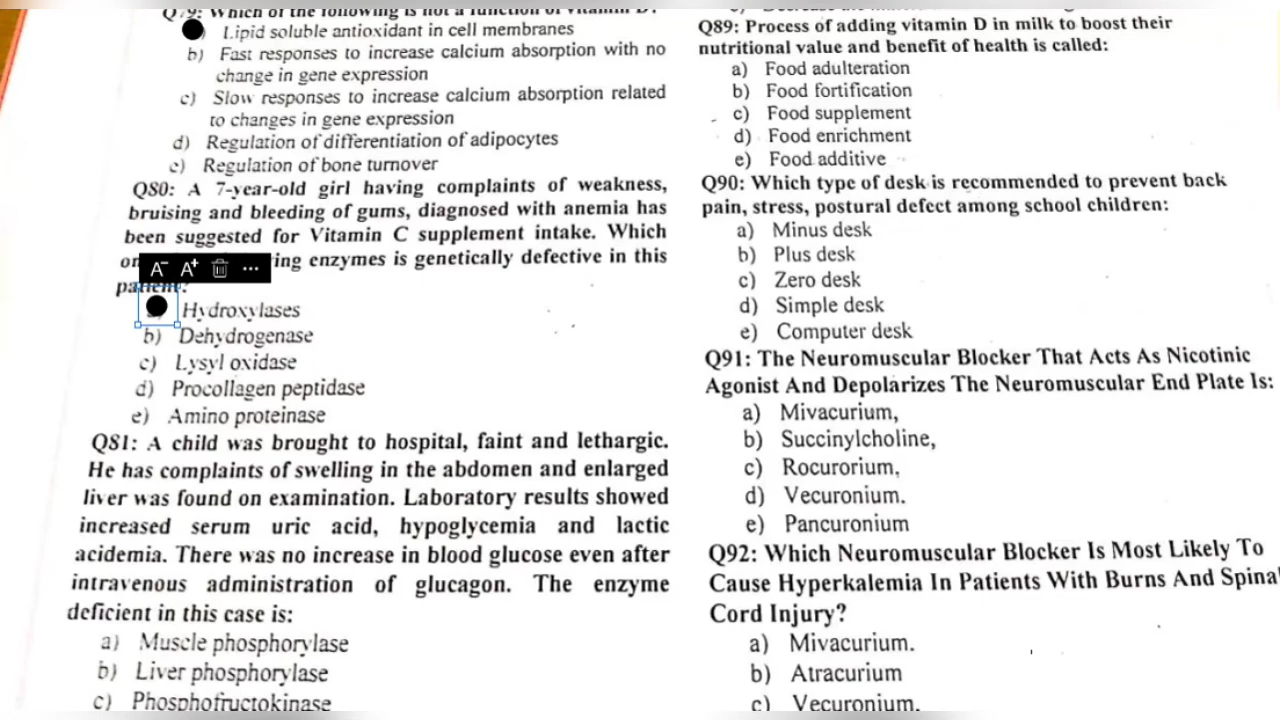 Q79: Which of the following is not a function of vitamin D?
Lipid soluble antioxidant in cell membranes
b) Fast responses to increase calcium absorption with no
change in gene expression
c) Slow responses to increase calcium absorption related
to changes in gene expression
d) Regulation of differentiation of adipocytes
e) Regulation of bone turnover
Q80: A 7-year-old girl having complaints of weakness,
bruising and bleeding of gums, diagnosed with anemia has
been suggested for Vitamin C supplement intake. Which
enzymes is genetically defective in this
A- A+ ...
patient?
Hydroxylases
b) Dehydrogenase
c) Lysyl oxidase
d) Procollagen peptidase
e) Amino proteinase
Q81: A child was brought to hospital, faint and lethargic.
He has complaints of swelling in the abdomen and enlarged
liver was found on examination. Laboratory results showed
increased serum uric acid, hypoglycemia and lactic
acidemia. There was no increase in blood glucose even after
intravenous administration of glucagon. The enzyme
deficient in this case is:
a) Muscle phosphorylase
b) Liver phosphorylase
c) Phosphofructokinase
Q89: Process of adding vitamin D in milk to boost their
nutritional value and benefit of health is called:
a) Food adulteration
b) Food fortification
c) Food supplement
d) Food enrichment
e) Food additive
Q90: Which type of desk is recommended to prevent back
pain, stress, postural defect among school children:
a) Minus desk
b) Plus desk
c) Zero desk
d) Simple desk
e) Computer desk
Q91: The Neuromuscular Blocker That Acts As Nicotinic
Agonist And Depolarizes The Neuromuscular End Plate Is:
a) Mivacurium,
b) Succinylcholine,
c) Rocurorium,
d) Vecuronium.
e) Pancuronium
Q92: Which Neuromuscular Blocker Is Most Likely To
Cause Hyperkalemia In Patients With Burns And Spinal
Cord Injury?
a) Mivacurium.
b) Atracurium
c) Vecuronium.